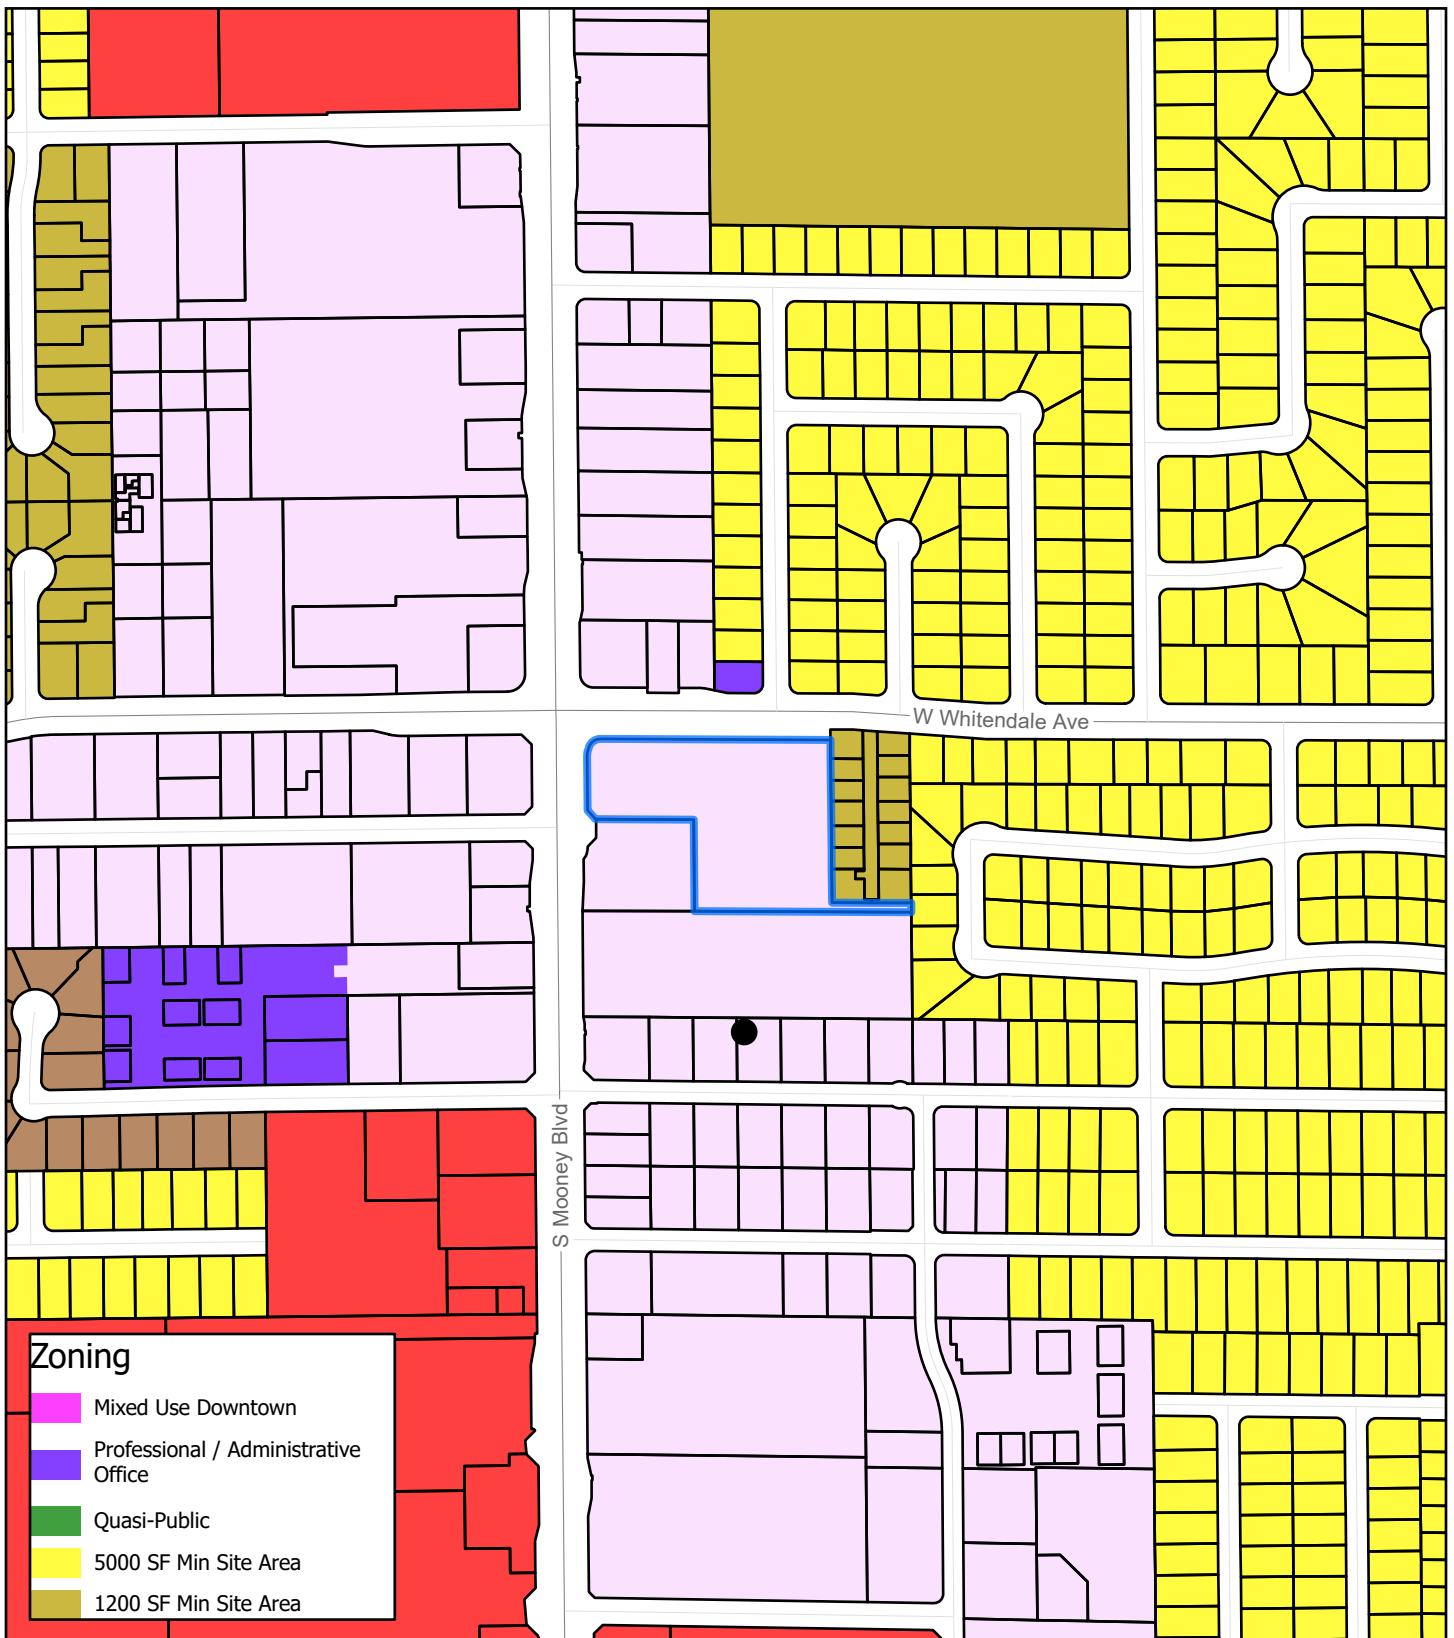 W Whitendale Ave
S Mooney Blvd
Zoning
Mixed Use Downtown
Professional / Administrative
Office
Quasi-Public
5000 SF Min Site Area
1200 SF Min Site Area